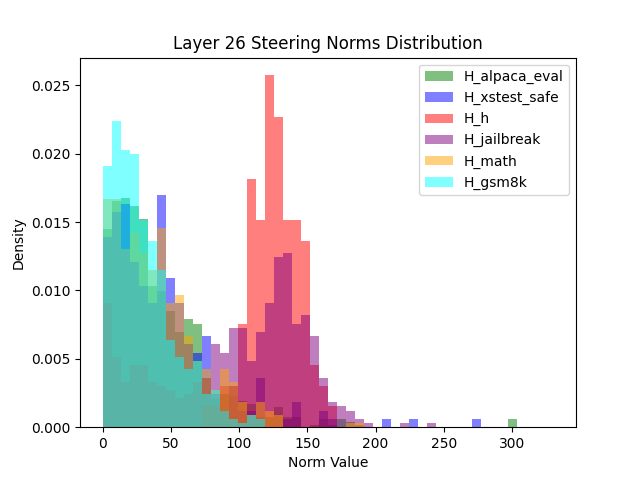 Layer 26 Steering Norms Distribution
H_alpaca_eval
H_xstest_safe
H_h
H_jailbreak
H_math
H_gsm8k
0.025
0.020
0.015
0.010
0.005
0.000
Density
0
50
100
150
200
250
300
Norm Value